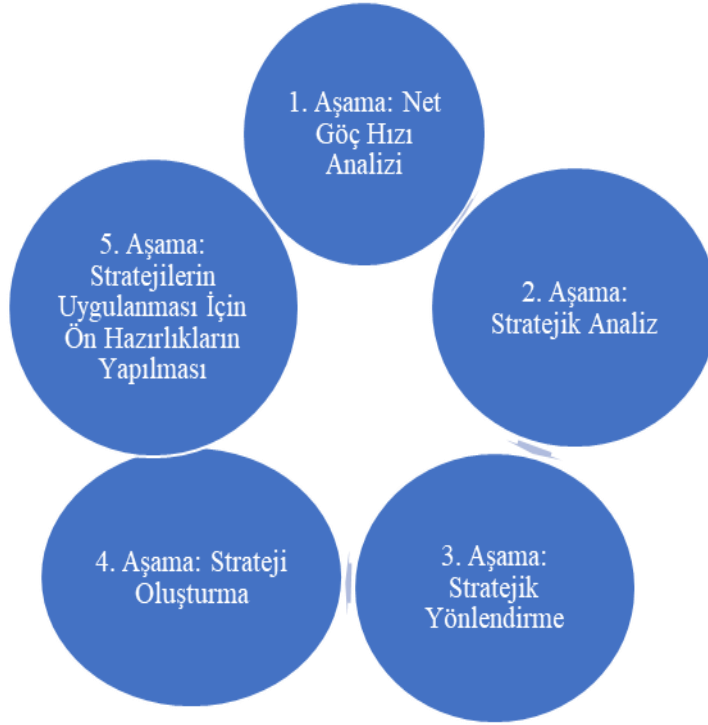 1. Aşama: Net
Göç Hızı
Analizi
2. Aşama:
Stratejik Analiz
3. Aşama:
Stratejik
Yönlendirme
4. Aşama: Strateji
Oluşturma
5. Aşama:
Stratejilerin
Uygulanması İçin
Ön Hazırlıkların
Yapılması